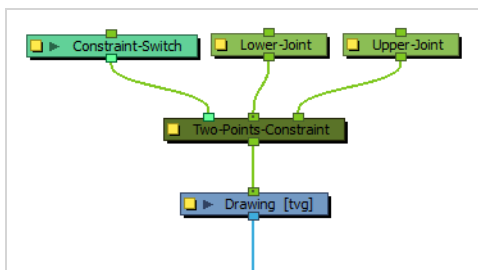 Constraint-Switch
Lower-Joint
Upper-Joint
Two-Points-Constraint
Drawing [tvg]